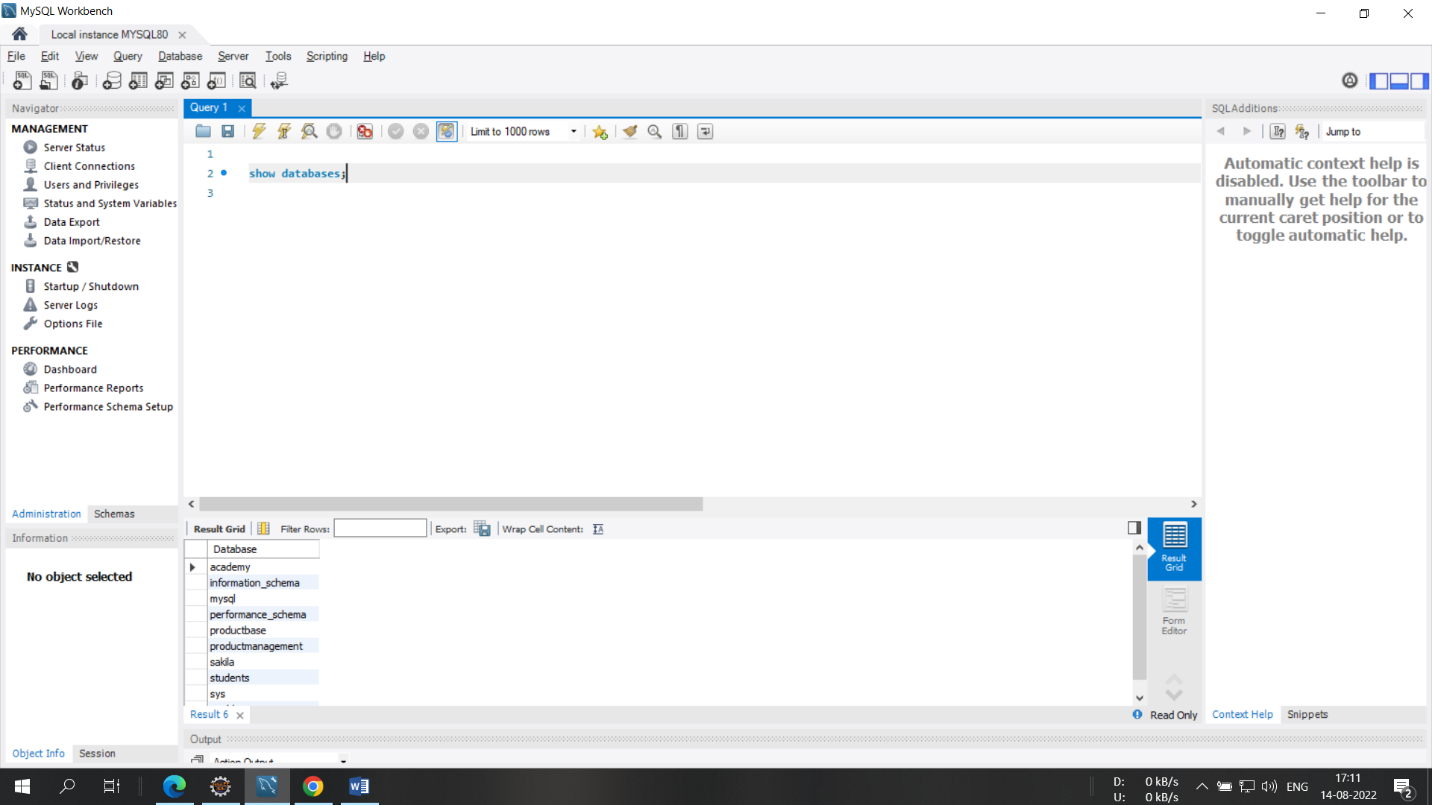 MySQL Workbench
Local instance MYSQL80
File Edit View Query Database Server Tools Scripting Help
Navigator
MANAGEMENT
Server Status
Client Connections
Users and Privileges
Status and System Variables
Data Export
Data Import/Restore
INSTANCE
Startup / Shutdown
Server Logs
Options File
PERFORMANCE
Dashboard
Performance Reports
Performance Schema Setup
Administration Schemas
Information
No object selected
Object Info Session
Query 1
Limit to 1000 rows
1
2 show databases;
3
Result Grid Filter Rows: Export: Wrap Cell Content:
Database
academy
information_schema
mysql
performance_schema
productbase
productmanagement
sakila
students
sys
Result Grid
Form Editor
Result 6
Read Only
Output
Action Output
SQLAdditions
Jump to
Automatic context help is
disabled. Use the toolbar to
manually get help for the
current caret position or to
toggle automatic help.
Context Help Snippets
D: 0 kB/s
U: 0 kB/s
ENG
17:11
14-08-2022
2